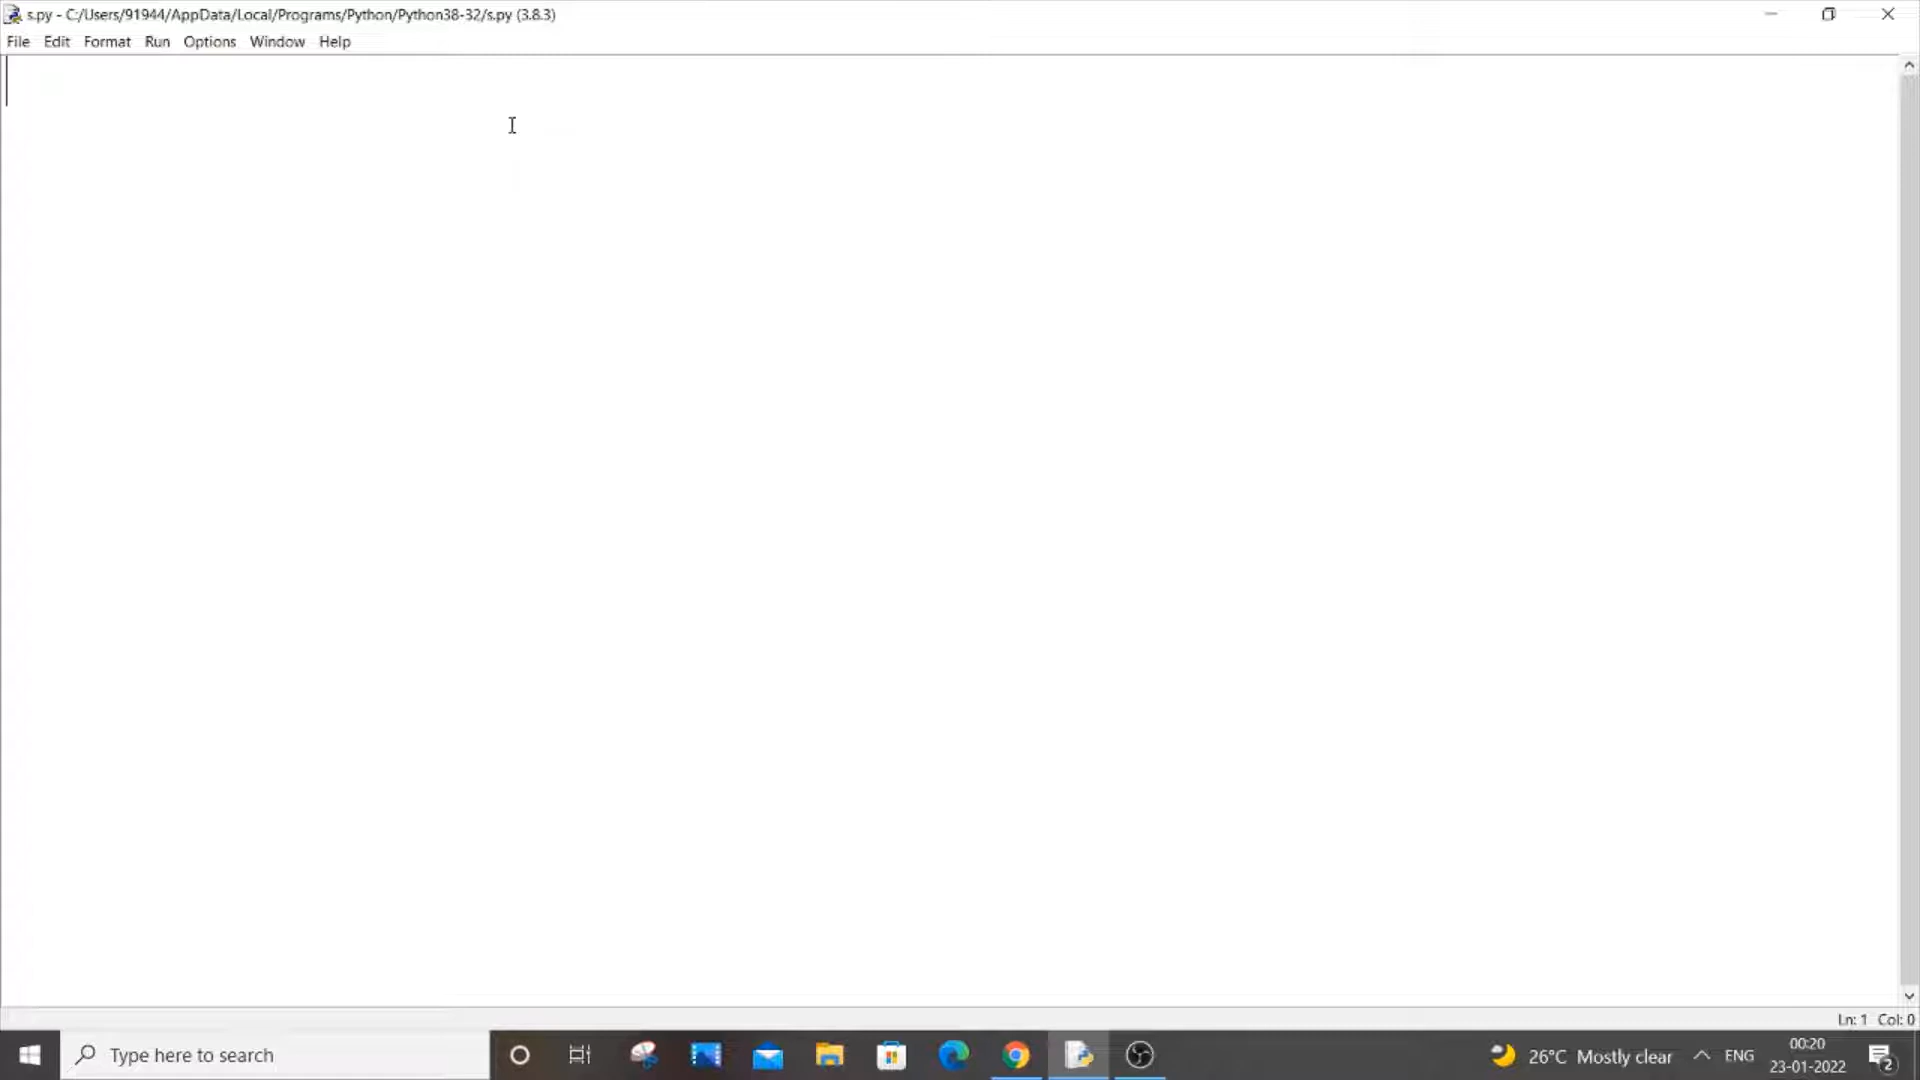 s.py - C:/Users/91944/AppData/Local/Programs/Python/Python38-32/s.py (3.8.3)
File Edit Format Run Options Window Help
Ln: 1 Col: 0
Type here to search
26°C Mostly clear
ENG
00:20
23-01-2022
2